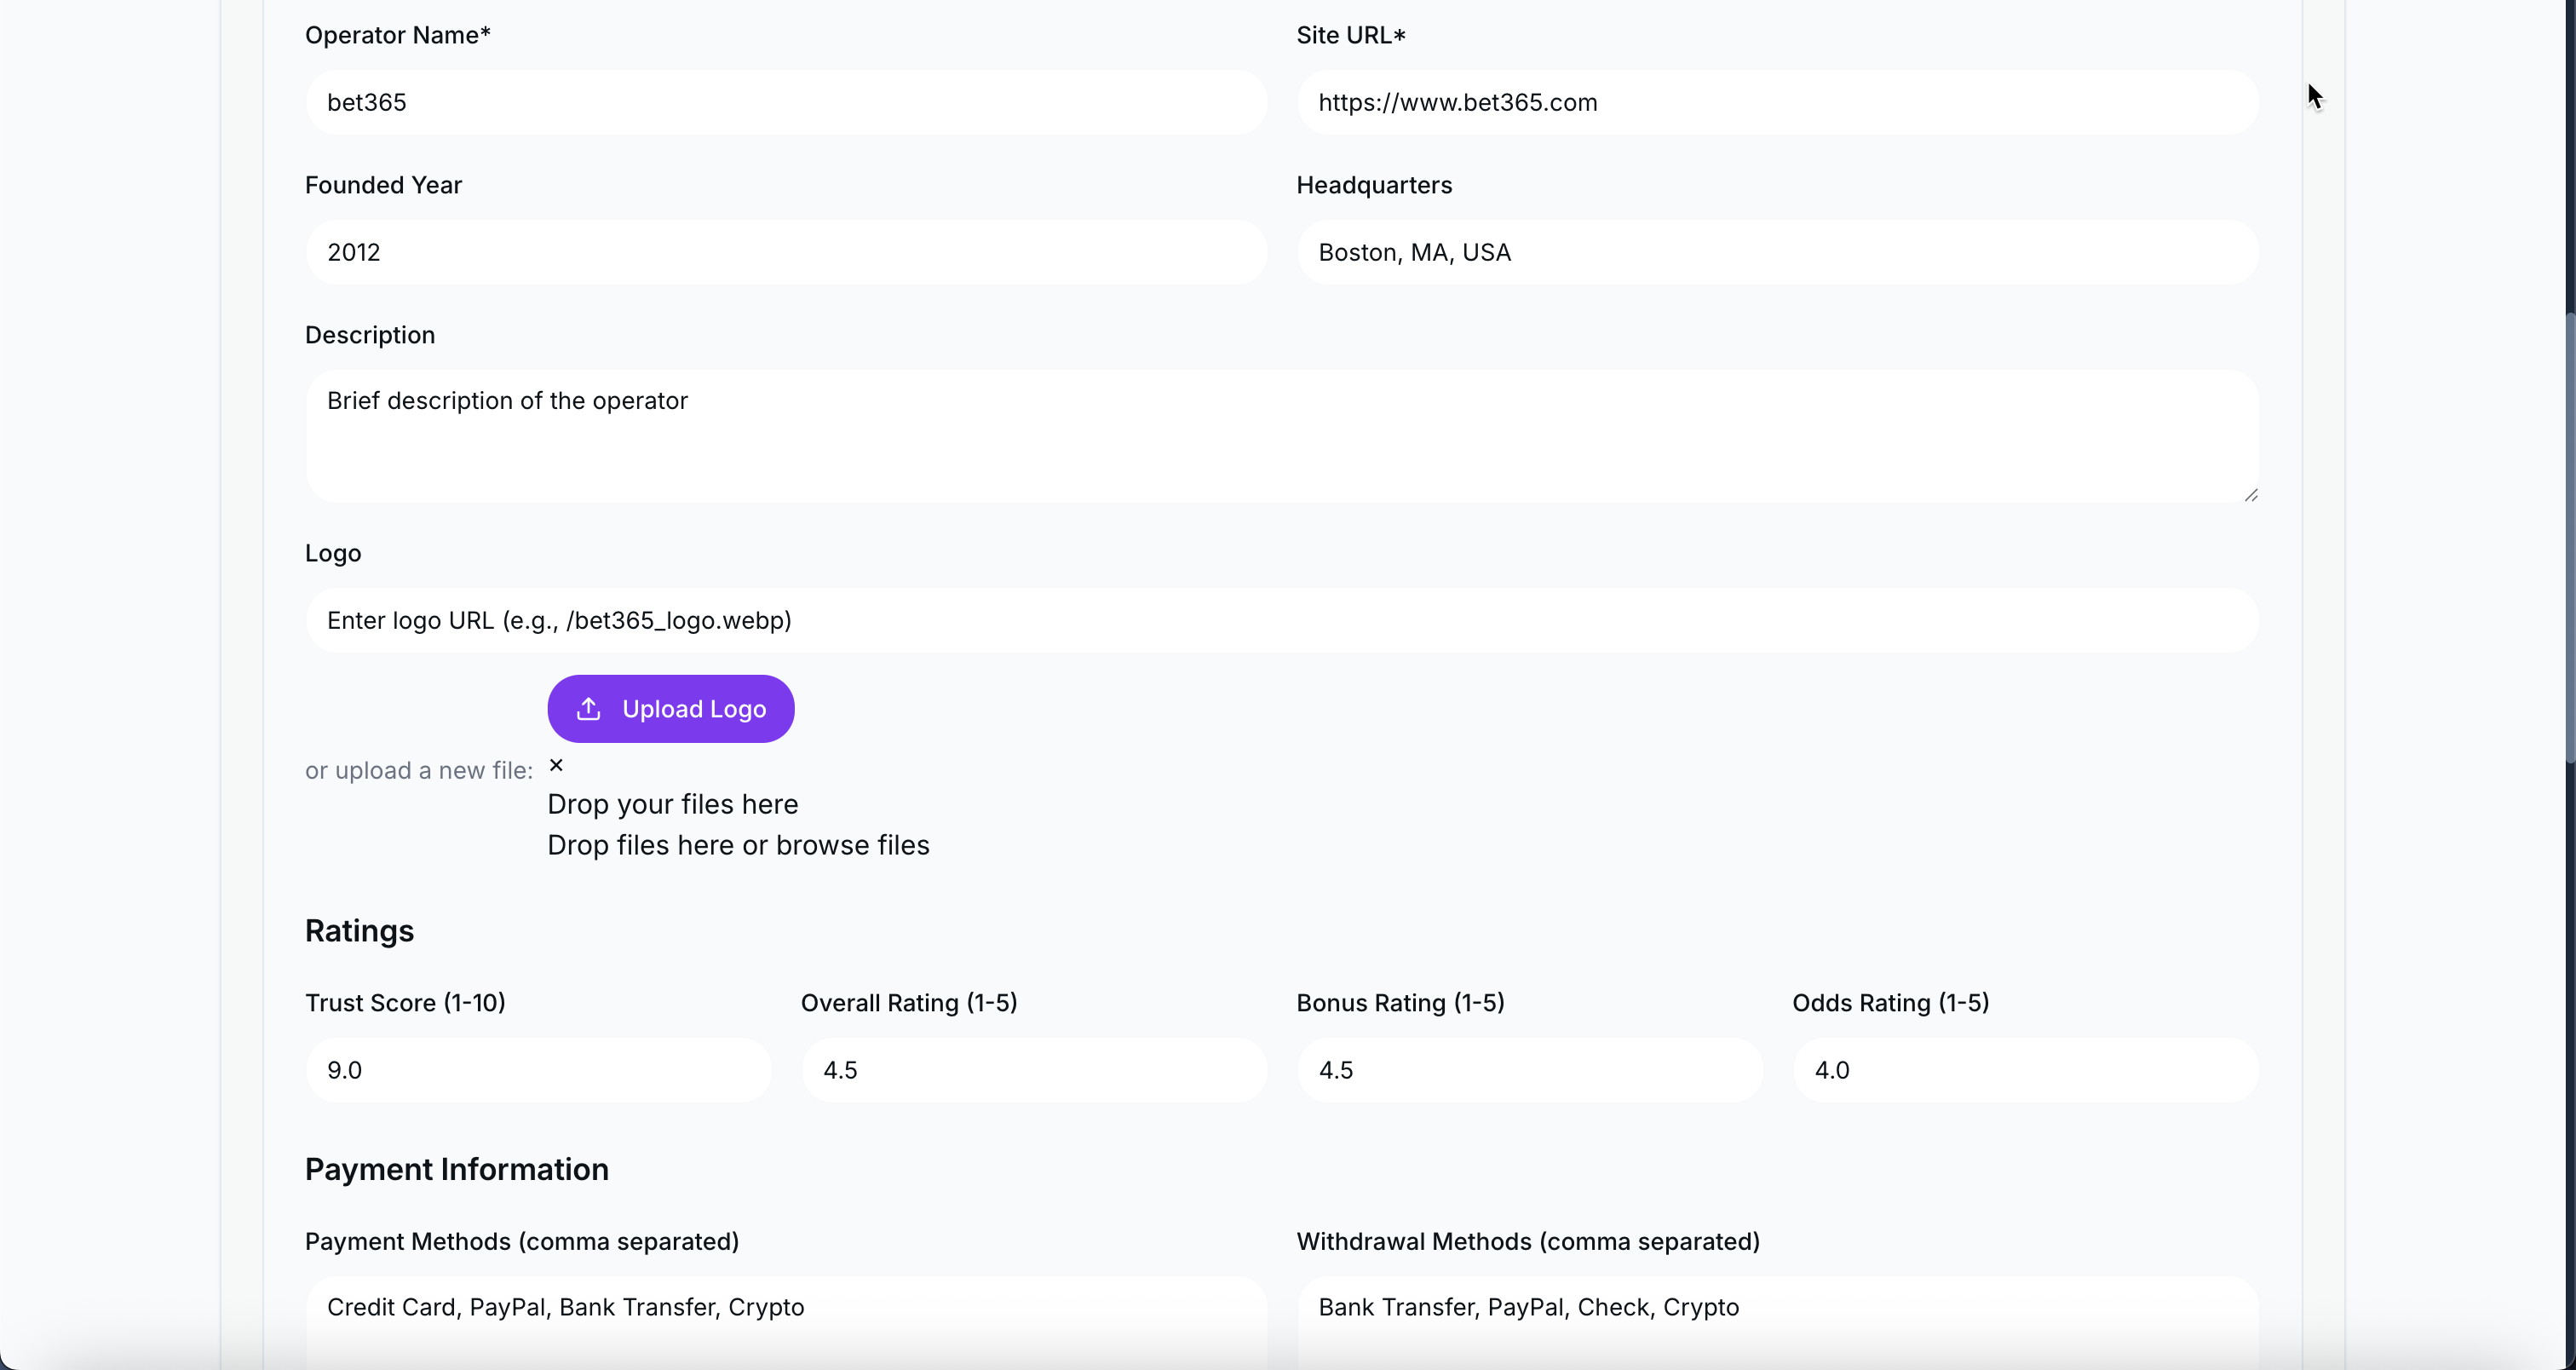 Operator Name*
Site URL*
bet365
https://www.bet365.com
Founded Year
Headquarters
2012
Boston, MA, USA
Description
Brief description of the operator
Logo
Enter logo URL (e.g., /bet365_logo.webp)
Upload Logo
or upload a new file:
×
Drop your files here
Drop files here or browse files
Ratings
Trust Score (1-10)
Overall Rating (1-5)
Bonus Rating (1-5)
Odds Rating (1-5)
9.0
4.5
4.5
4.0
Payment Information
Payment Methods (comma separated)
Withdrawal Methods (comma separated)
Credit Card, PayPal, Bank Transfer, Crypto
Bank Transfer, PayPal, Check, Crypto